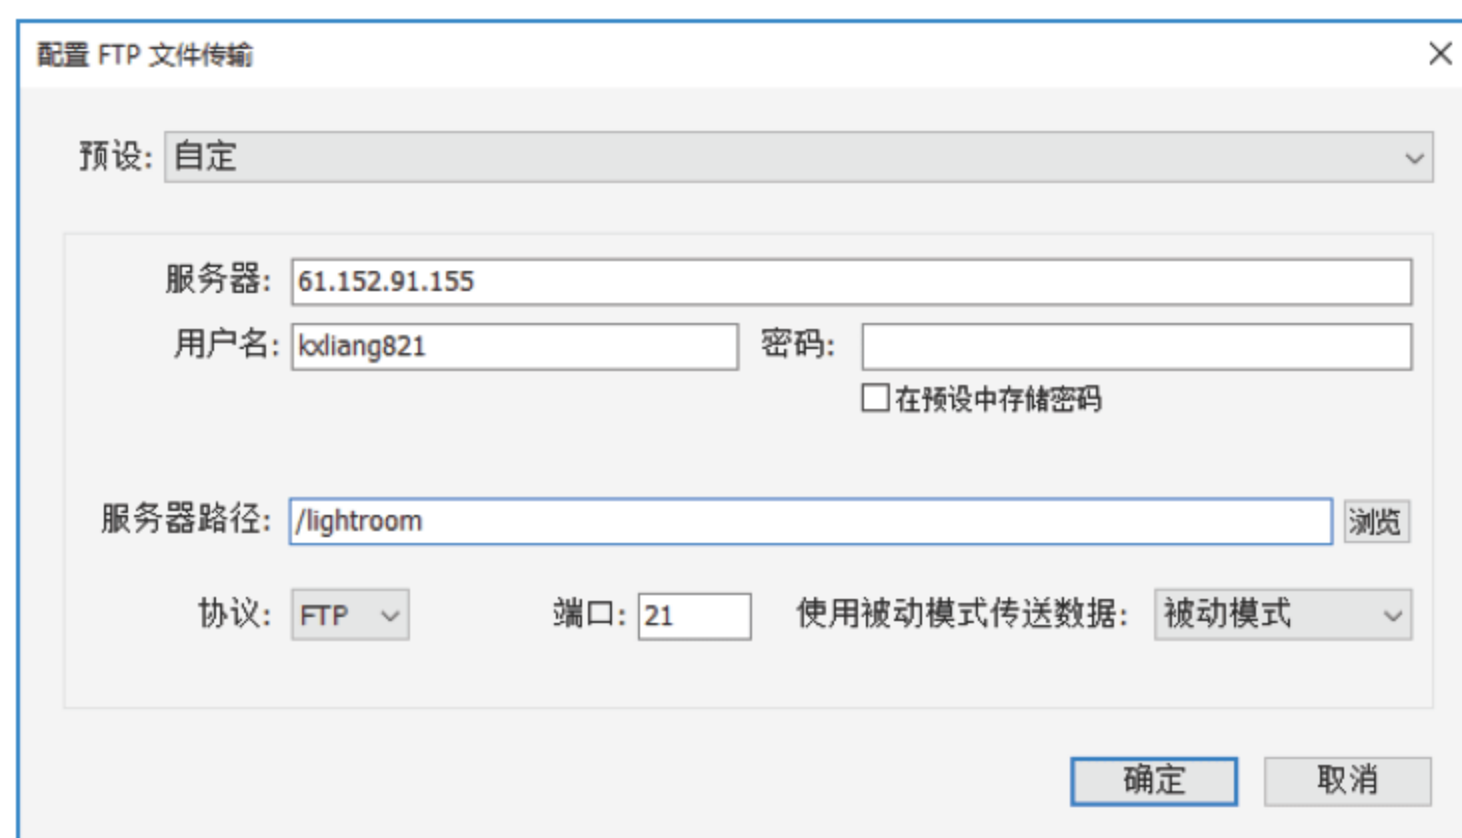 配置 FTP 文件传输
预设: 自定
服务器: 61.152.91.155
用户名: kxliang821 密码:
在预设中存储密码
服务器路径: /lightroom 浏览
协议: FTP 端口: 21 使用被动模式传送数据: 被动模式
确定 取消